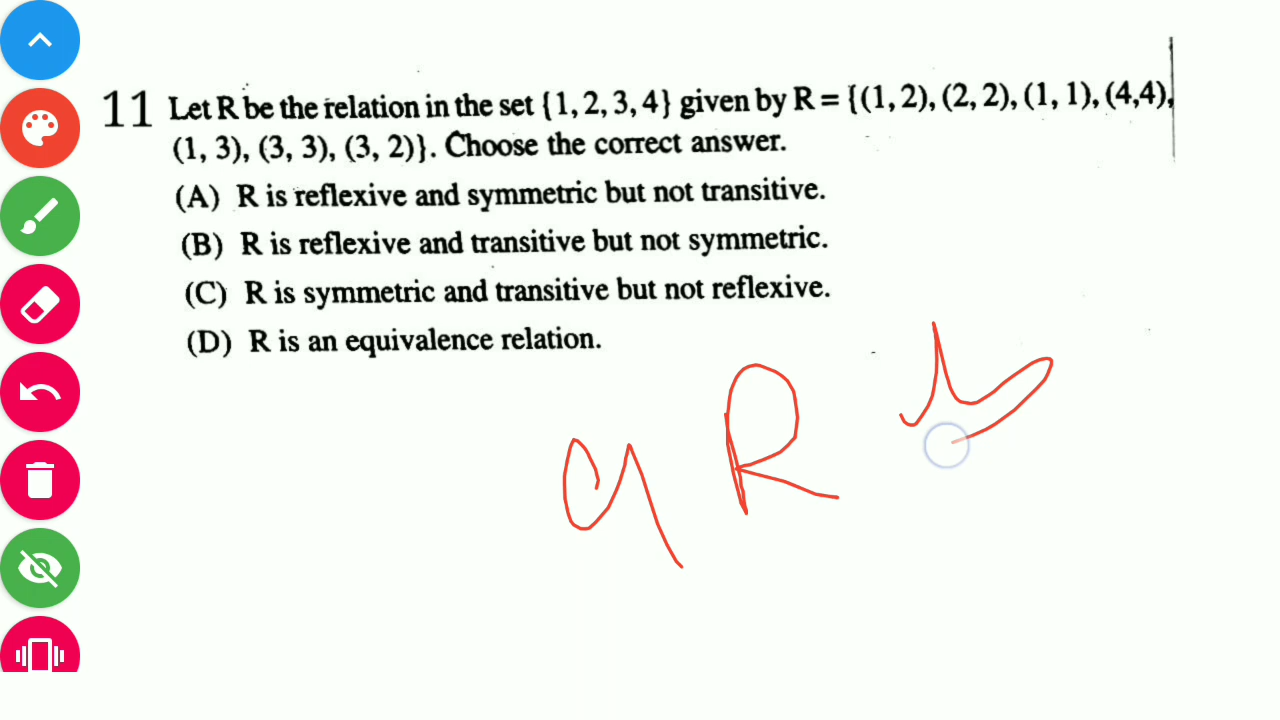 11 Let R be the relation in the set {1, 2, 3, 4} given by R = {(1, 2), (2, 2), (1, 1), (4,4),
(1, 3), (3, 3), (3, 2)}. Choose the correct answer.
(A) R is reflexive and symmetric but not transitive.
(B) R is reflexive and transitive but not symmetric.
(C) R is symmetric and transitive but not reflexive.
(D) R is an equivalence relation.
R